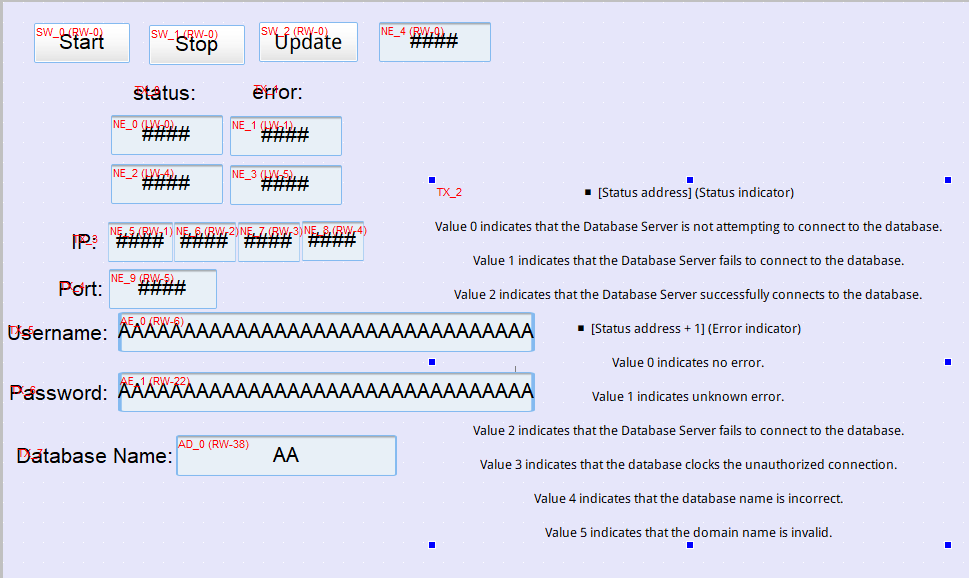 SW_0 (RW-0)
Start
SW_1 (RW-0)
Stop
SW_2 (RW-0)
Update
NE_4 (RW-0)
####
status:
error:
NE_0 (LW-0)
####
NE_1 (LW-1)
####
NE_2 (LW-4)
####
NE_3 (LW-5)
####
TX_3
IP:
NE_5 (RW-1)
####
NE_6 (RW-2)
####
NE_7 (RW-3)
####
NE_8 (RW-4)
####
Port:
NE_9 (RW-5)
####
TX_5
Username:
AE_0 (RW-6)
AAAAAAAAAAAAAAAAAAAAAAAAAAAAAAAA
TX_6
Password:
AE_1 (RW-22)
AAAAAAAAAAAAAAAAAAAAAAAAAAAAAAAA
TX_7
Database Name:
AD_0 (RW-38)
AA
TX_2
■ [Status address] (Status indicator)
Value 0 indicates that the Database Server is not attempting to connect to the database.
Value 1 indicates that the Database Server fails to connect to the database.
Value 2 indicates that the Database Server successfully connects to the database.
■ [Status address + 1] (Error indicator)
Value 0 indicates no error.
Value 1 indicates unknown error.
Value 2 indicates that the Database Server fails to connect to the database.
Value 3 indicates that the database clocks the unauthorized connection.
Value 4 indicates that the database name is incorrect.
Value 5 indicates that the domain name is invalid.